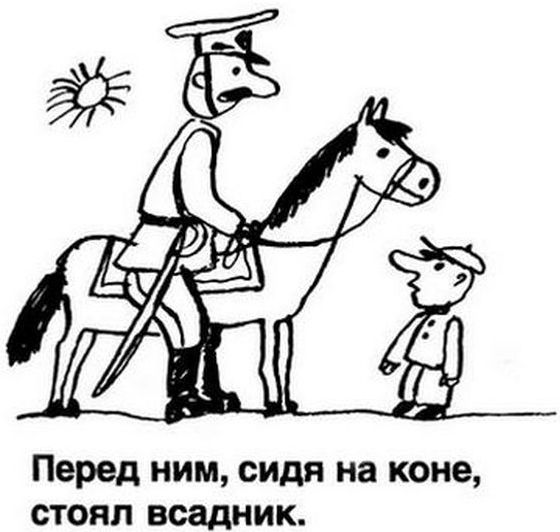 Перед ним, сидя на коне,
стоял всадник.